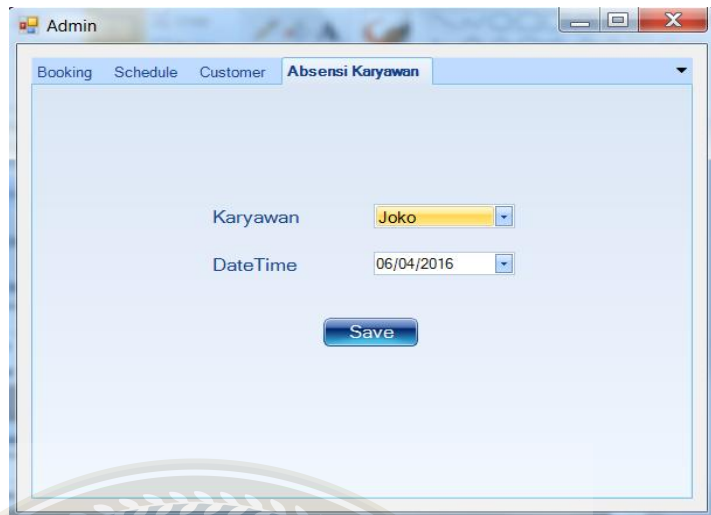 Admin
Booking Schedule Customer Absensi Karyawan
Karyawan Joko
DateTime 06/04/2016
Save